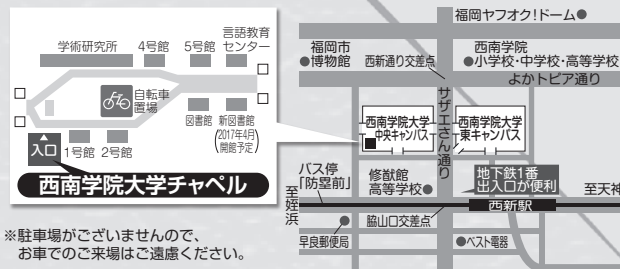 学術研究所
4号館
5号館
言語教育
センター
自転車
置場
図書館
新図書館
(2017年4月
開館予定)
入口
1号館
2号館
西南学院大学チャペル
※駐車場がございませんので、
お車でのご来場はご遠慮ください。
福岡ヤフオク!ドーム●
福岡市
●博物館
西新通り交差点
西南学院
●小学校・中学校・高等学校
よかトピア通り
サザエさん通り
西南学院大学
中央キャンパス
西南学院大学
東キャンパス
バス停
「防塁前」
修猷館
高等学校●
地下鉄1番
出入口が便利
至姪浜
西新駅
至天神
脇山口交差点
早良郵便局
●ベスト電器